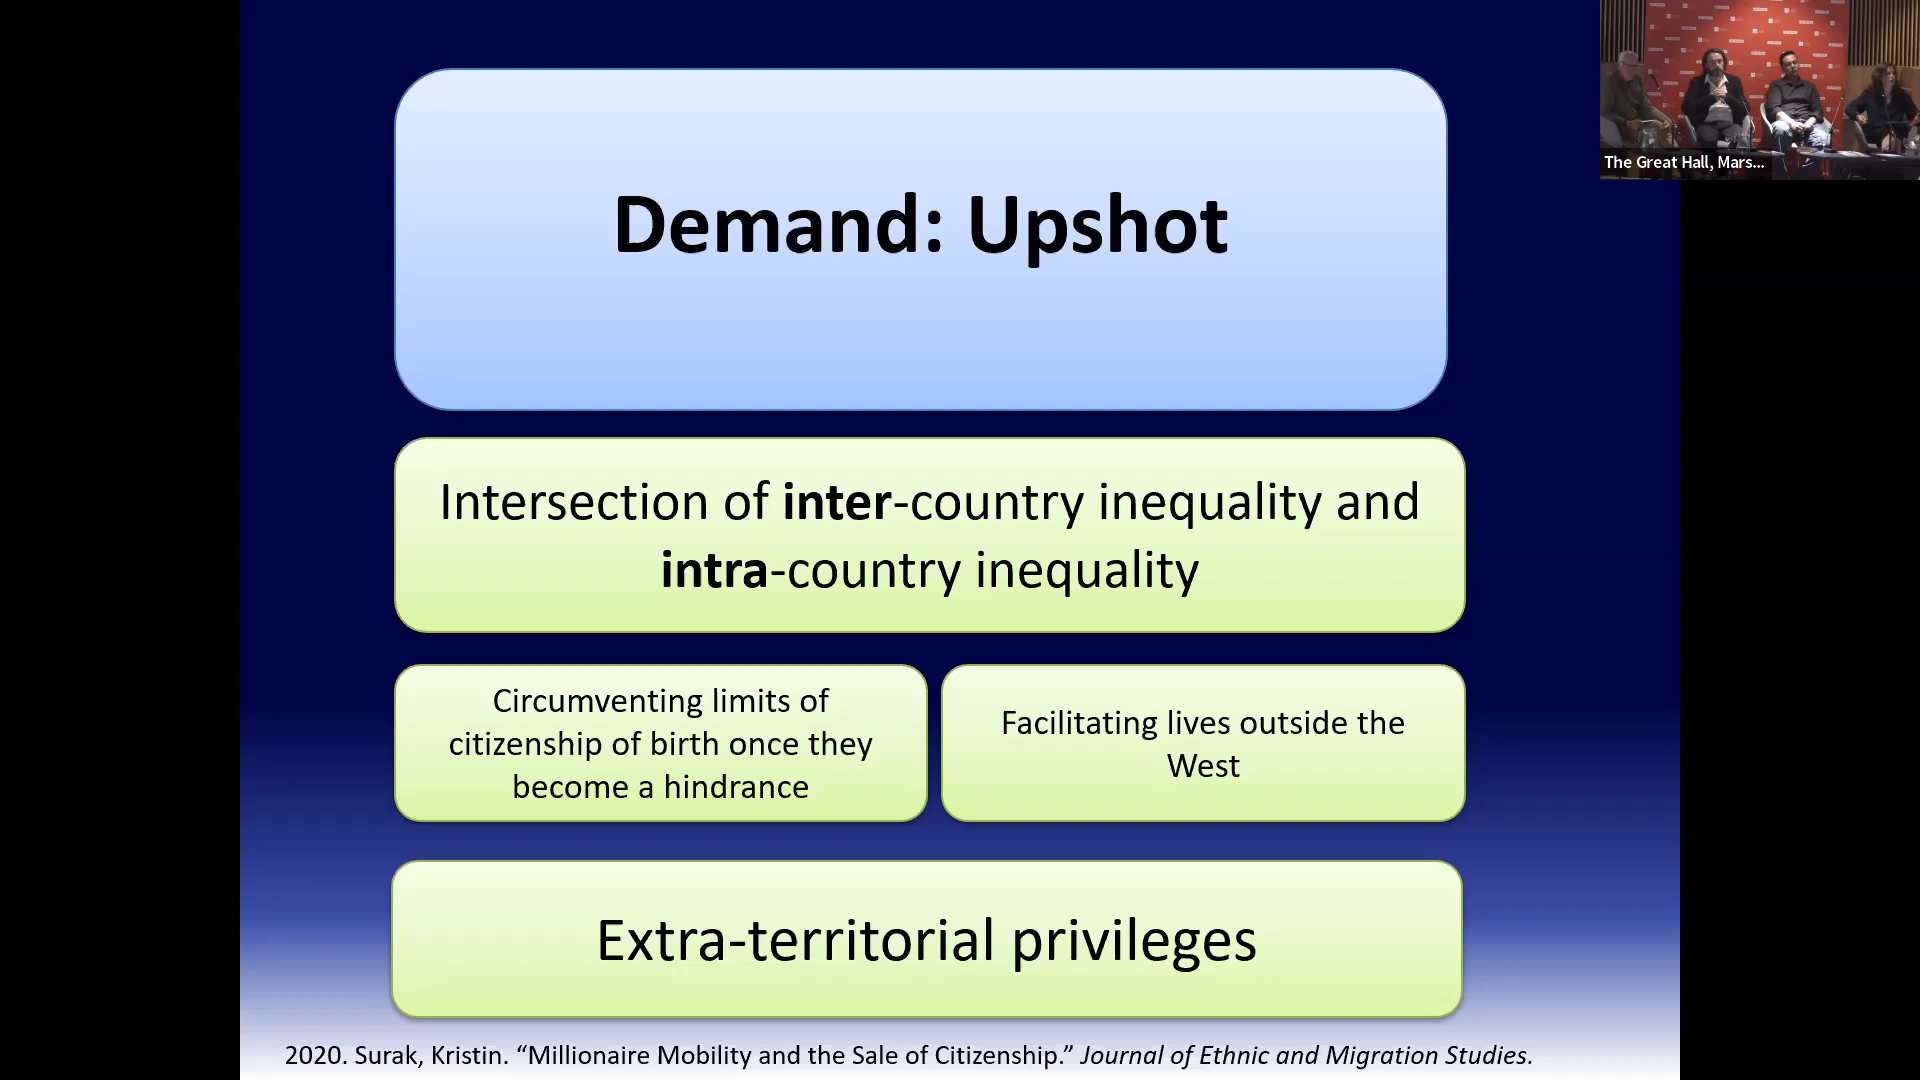 The Great Hall, Mars...
Demand: Upshot
Intersection of inter-country inequality and
intra-country inequality
Circumventing limits of
citizenship of birth once they
become a hindrance
Facilitating lives outside the
West
Extra-territorial privileges
2020. Surak, Kristin. “Millionaire Mobility and the Sale of Citizenship.” Journal of Ethnic and Migration Studies.